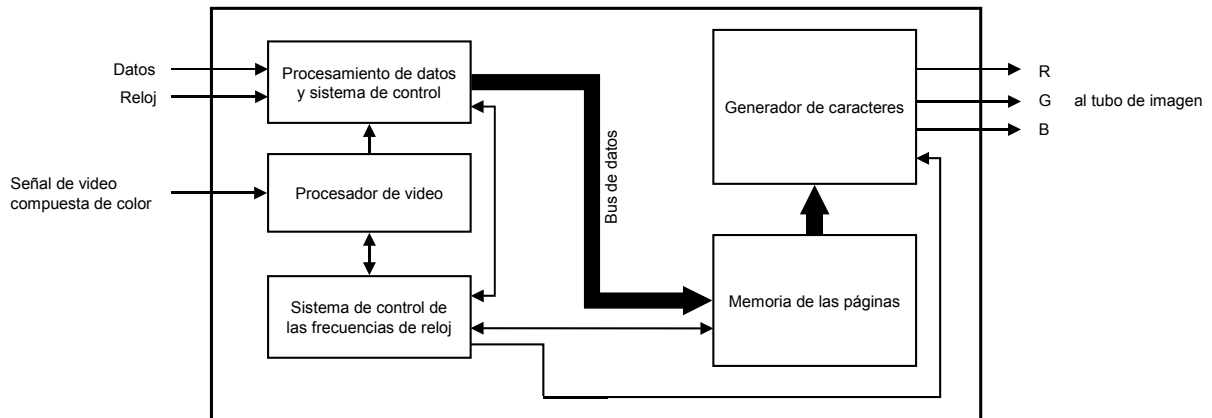 Datos
Reloj
Procesamiento de datos
y sistema de control
Señal de video
compuesta de color
Procesador de video
Sistema de control de
las frecuencias de reloj
Bus de datos
Generador de caracteres
Memoria de las páginas
R
G al tubo de imagen
B